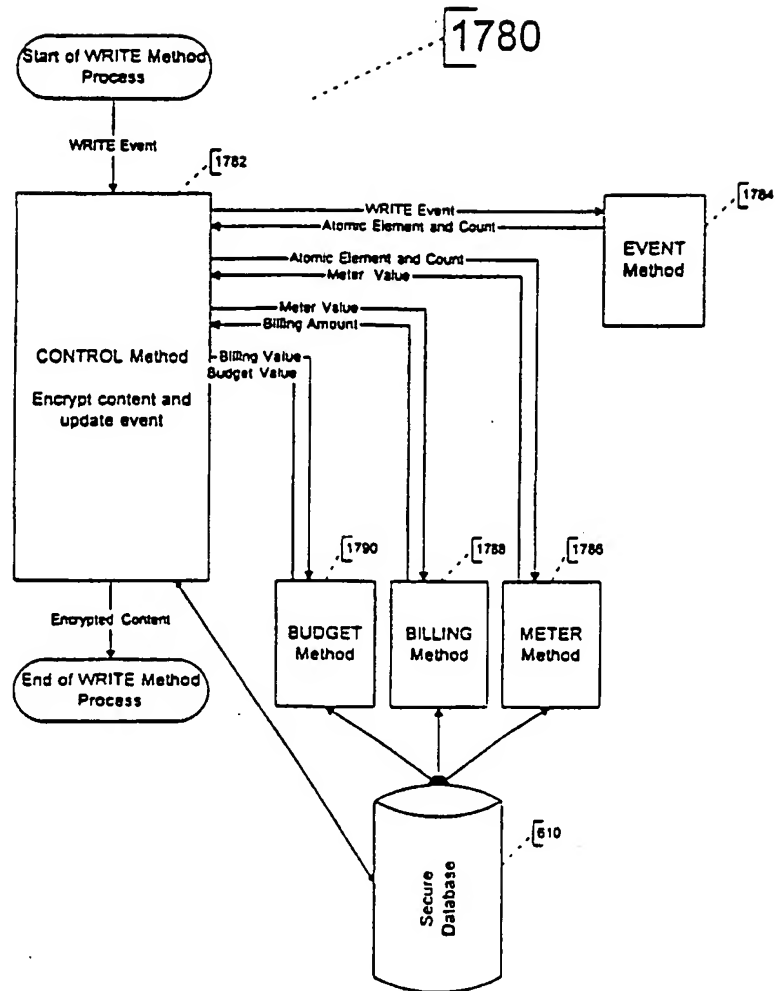 1780
Start of WRITE Method
Process
WRITE Event
1782
1784
WRITE Event
Atomic Element and Count
EVENT
Method
Atomic Element and Count
Meter Value
Meter Value
Billing Amount
CONTROL Method
Billing Value
Budget Value
Encrypt content and
update event
1790
1788
1786
Encrypted Content
BUDGET
Method
BILLING
Method
METER
Method
End of WRITE Method
Process
610
Secure
Database